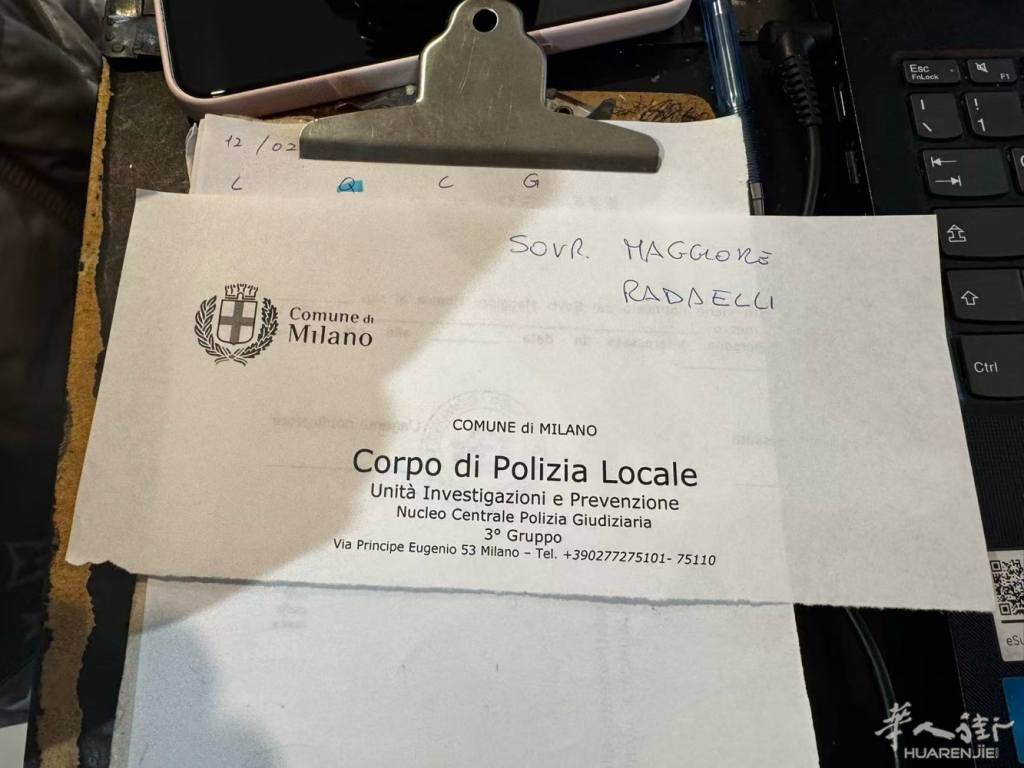 12/02
L Q C G
SOVR. MAGGIORE
RADAELLI
Comune di
Milano
COMUNE di MILANO
Corpo di Polizia Locale
Unità Investigazioni e Prevenzione
Nucleo Centrale Polizia Giudiziaria
3° Gruppo
Via Principe Eugenio 53 Milano – Tel. +390277275101- 75110
Esc
FnLock
F1
!
1
Ctrl
華人街
HUARENJIE